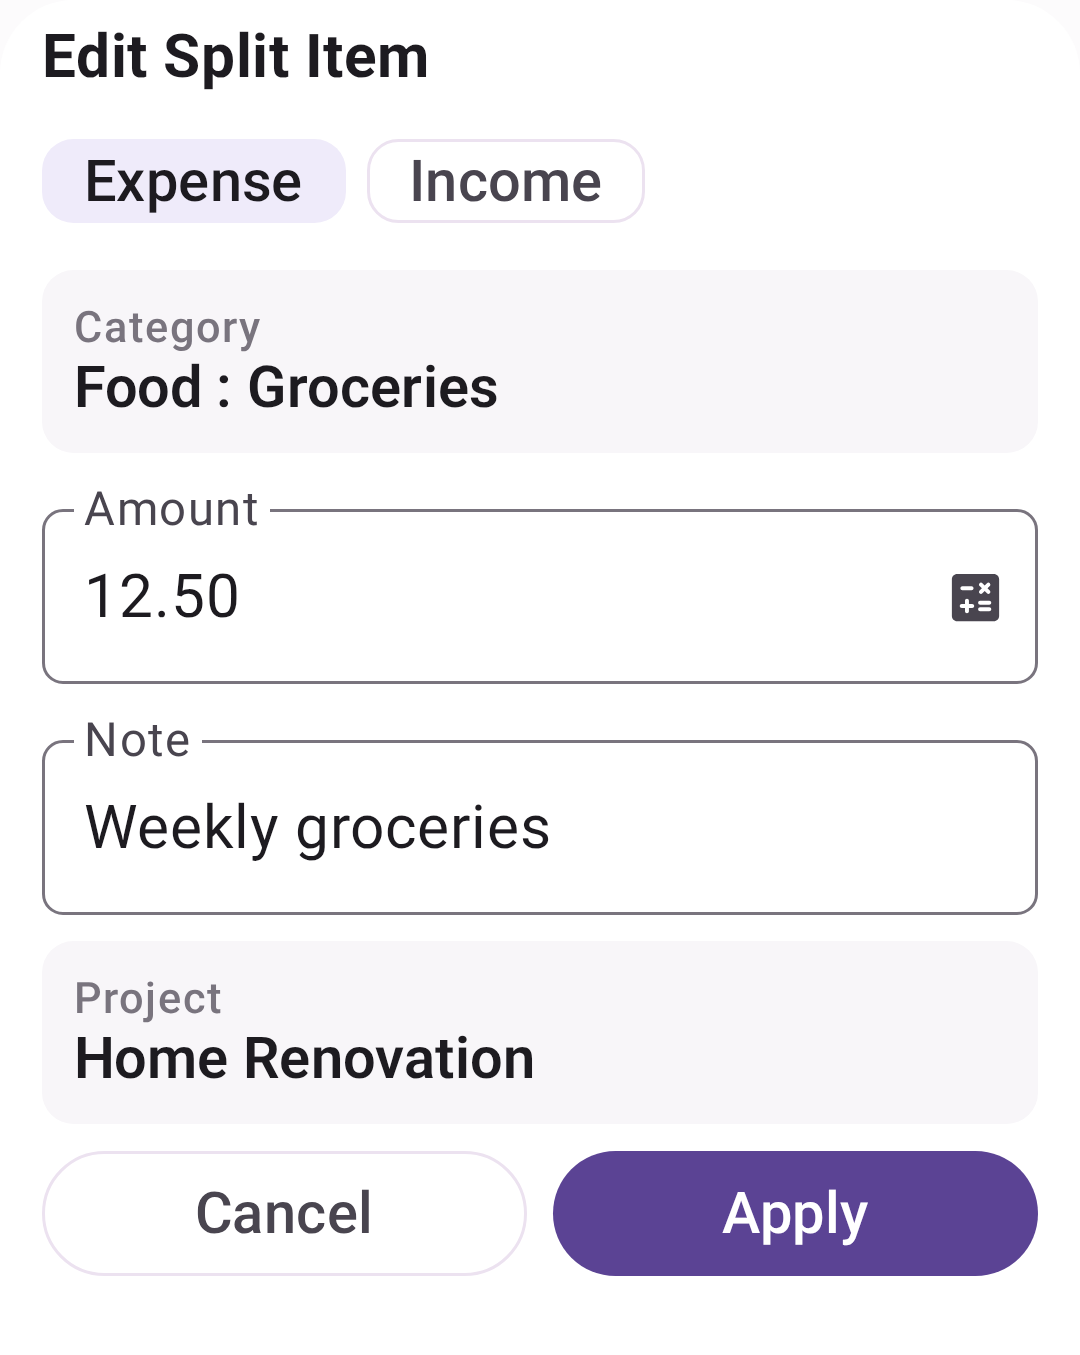 Edit Split Item
Expense
Income
Category
Food : Groceries
Amount
12.50
Note
Weekly groceries
Project
Home Renovation
Cancel
Apply